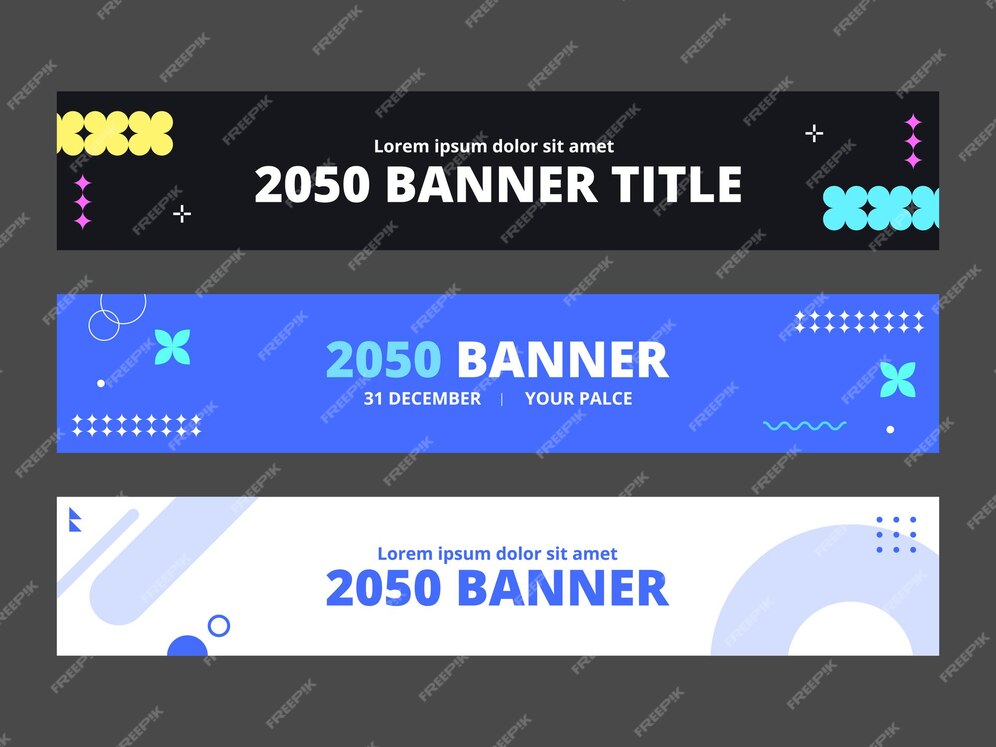 Lorem ipsum dolor sit amet
2050 BANNER TITLE
2050 BANNER
31 DECEMBER | YOUR PALCE
Lorem ipsum dolor sit amet
2050 BANNER
FREEPIK